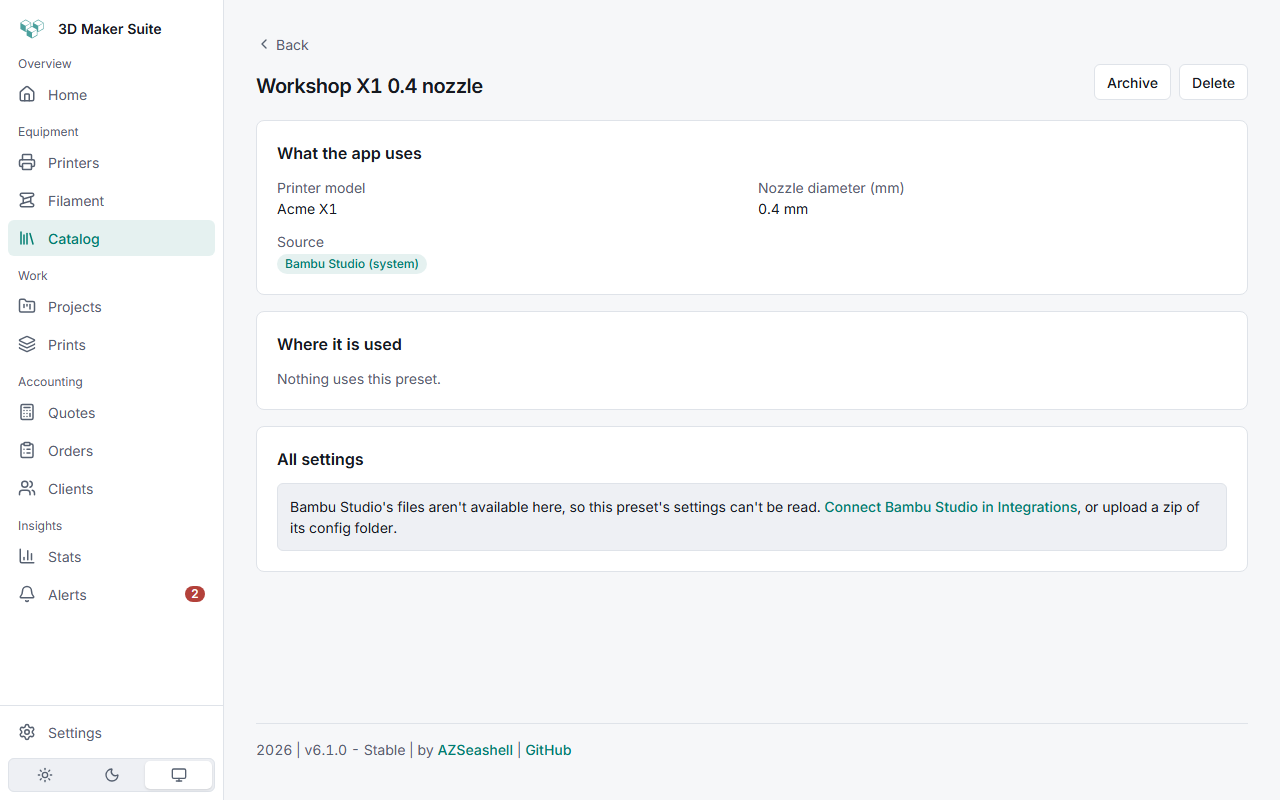 3D Maker Suite
Overview
Home
Equipment
Printers
Filament
Catalog
Work
Projects
Prints
Accounting
Quotes
Orders
Clients
Insights
Stats
Alerts 2
Settings
Back
Workshop X1 0.4 nozzle
Archive Delete
What the app uses
Printer model
Acme X1
Nozzle diameter (mm)
0.4 mm
Source
Bambu Studio (system)
Where it is used
Nothing uses this preset.
All settings
Bambu Studio's files aren't available here, so this preset's settings can't be read. Connect Bambu Studio in Integrations, or upload a zip of
its config folder.
2026 | v6.1.0 - Stable | by AZSeashell | GitHub